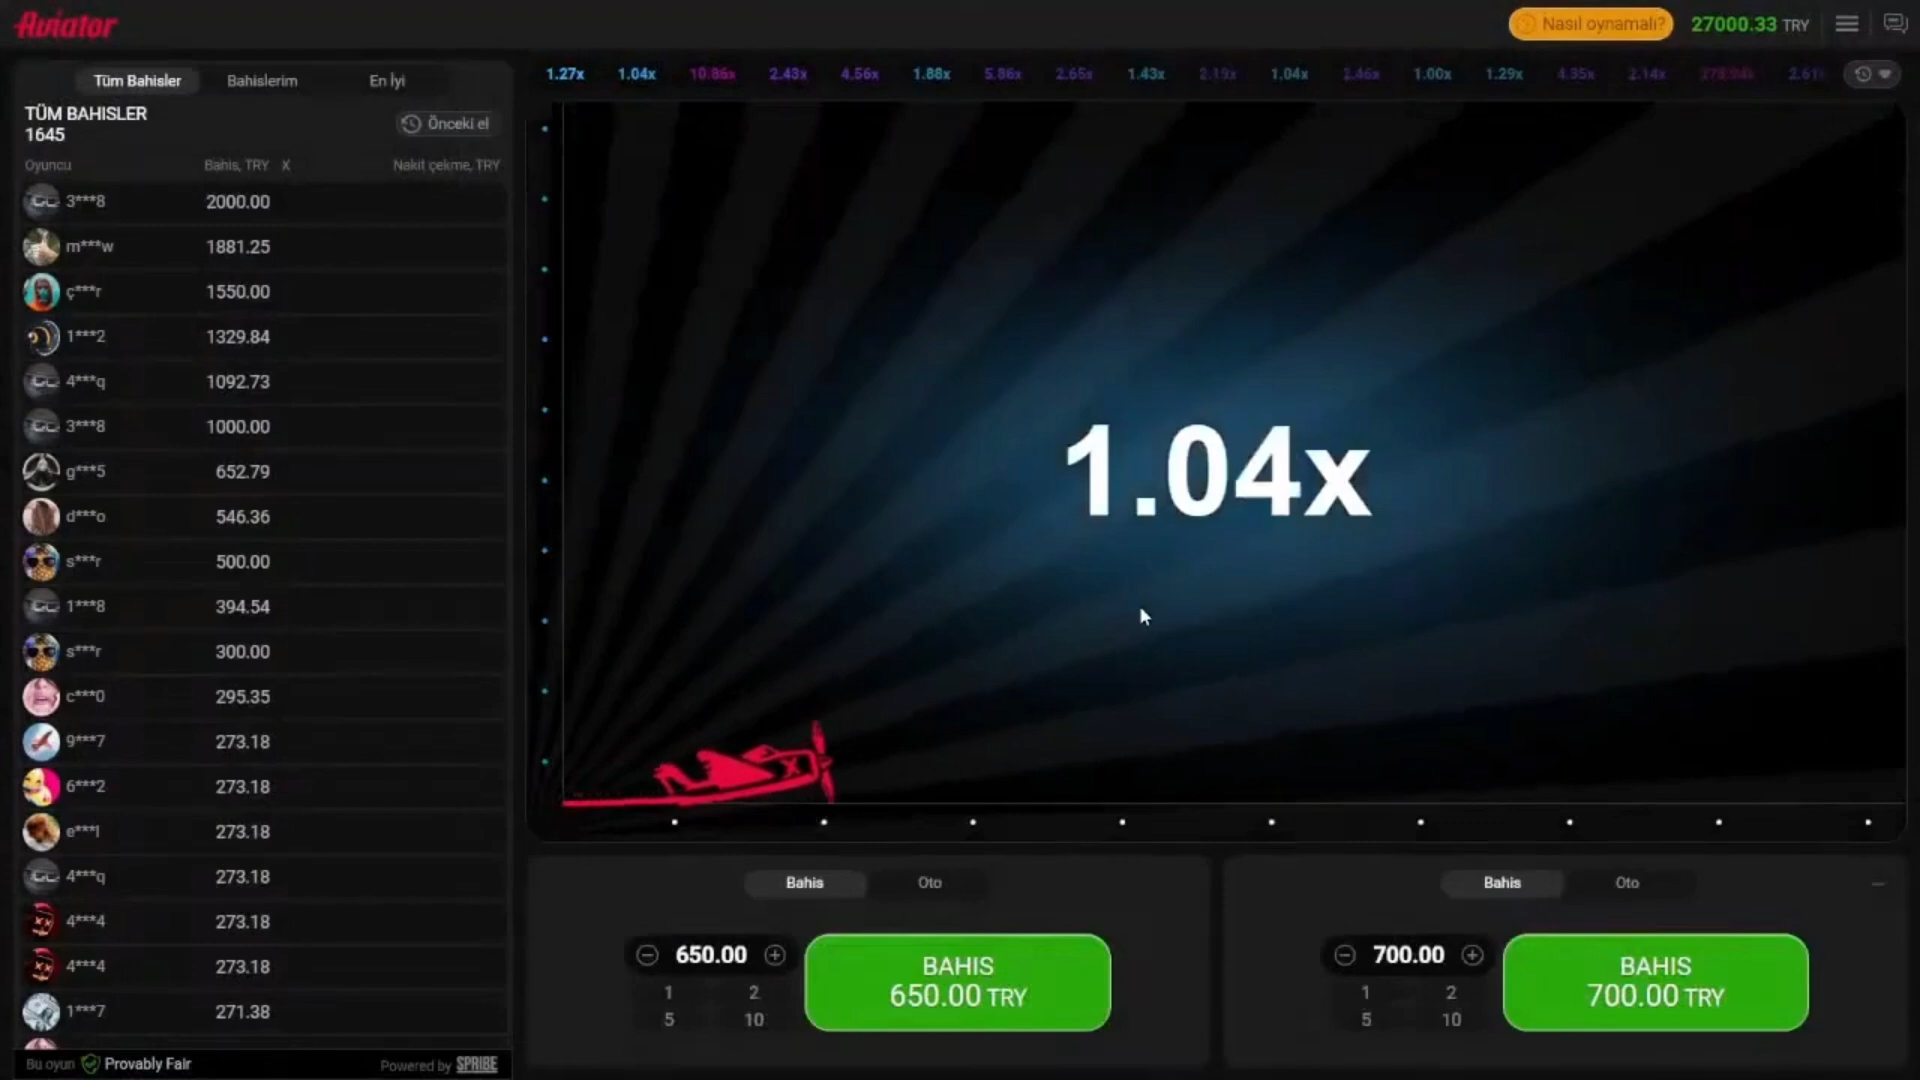 Aviator
Nasıl oynamalı?
27000.33 TRY
Tüm Bahisler Bahislerim En İyi
1.27x 1.04x 10.86x 2.43x 4.56x 1.88x 5.86x 2.65x 1.43x 2.19x 1.04x 2.46x 1.00x 1.29x 4.35x 2.14x
TÜM BAHISLER
1645
Önceki el
Oyuncu Bahis, TRY X Nakit çekme, TRY
3***8 2000.00
m***w 1881.25
ç***r 1550.00
1***2 1329.84
4***q 1092.73
3***8 1000.00
g***5 652.79
d***o 546.36
s***r 500.00
1***8 394.54
s***r 300.00
c***0 295.35
9***7 273.18
6***2 273.18
e***l 273.18
4***q 273.18
4***4 273.18
4***4 273.18
1***7 271.38
Bu oyun Provably Fair Powered by SPRIBE
1.04x
Bahis Oto
650.00
1 2
5 10
BAHIS
650.00 TRY
Bahis Oto
700.00
1 2
5 10
BAHIS
700.00 TRY